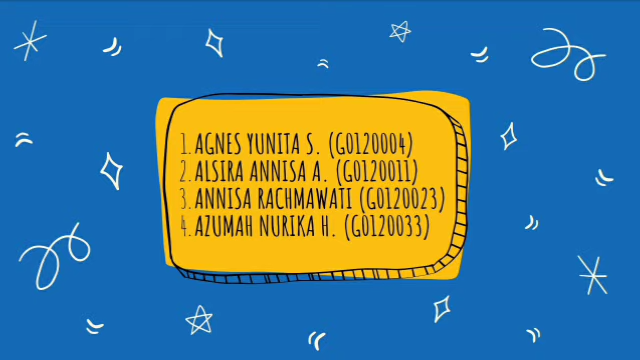 1. AGNES YUNITA S. (G0120004)
2. ALSIRA ANNISA A. (G0120011)
3. ANNISA RACHMAWATI (G0120023)
4. AZUMAH NURIKA H. (G0120033)